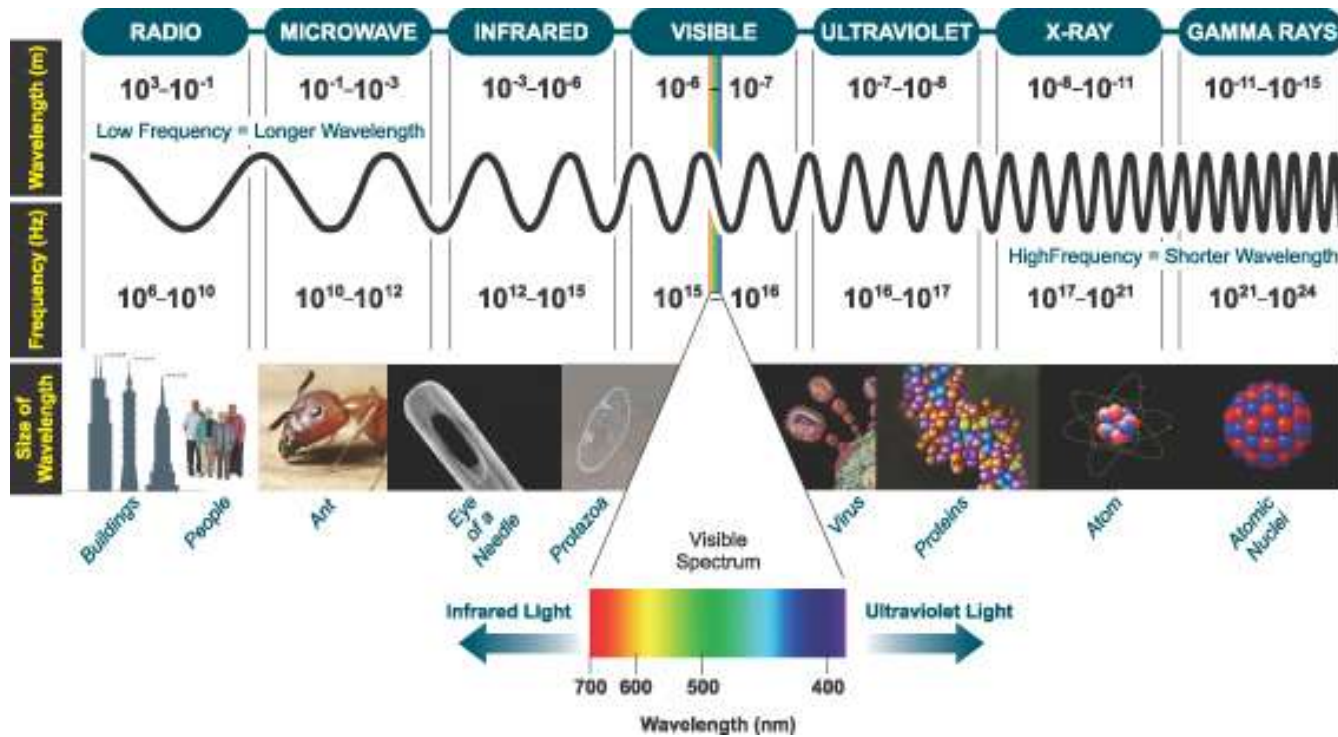 RADIO MICROWAVE INFRARED VISIBLE ULTRAVIOLET X-RAY GAMMA RAYS
Wavelength (m)
10³–10⁻¹ 10⁻¹–10⁻³ 10⁻³–10⁻⁶ 10⁻⁶ – 10⁻⁷ 10⁻⁷–10⁻⁸ 10⁻⁸–10⁻¹¹ 10⁻¹¹–10⁻¹⁵
Low Frequency = Longer Wavelength
Frequency (Hz)
HighFrequency = Shorter Wavelength
10⁶–10¹⁰ 10¹⁰–10¹² 10¹²–10¹⁵ 10¹⁵ – 10¹⁶ 10¹⁶–10¹⁷ 10¹⁷–10²¹ 10²¹–10²⁴
Size of
Wavelength
Buildings
People
Ant
Eye
of a
Needle
Protazoa
Virus
Proteins
Atom
Atomic
Nuclei
Visible
Spectrum
Infrared Light
Ultraviolet Light
700 600 500 400
Wavelength (nm)